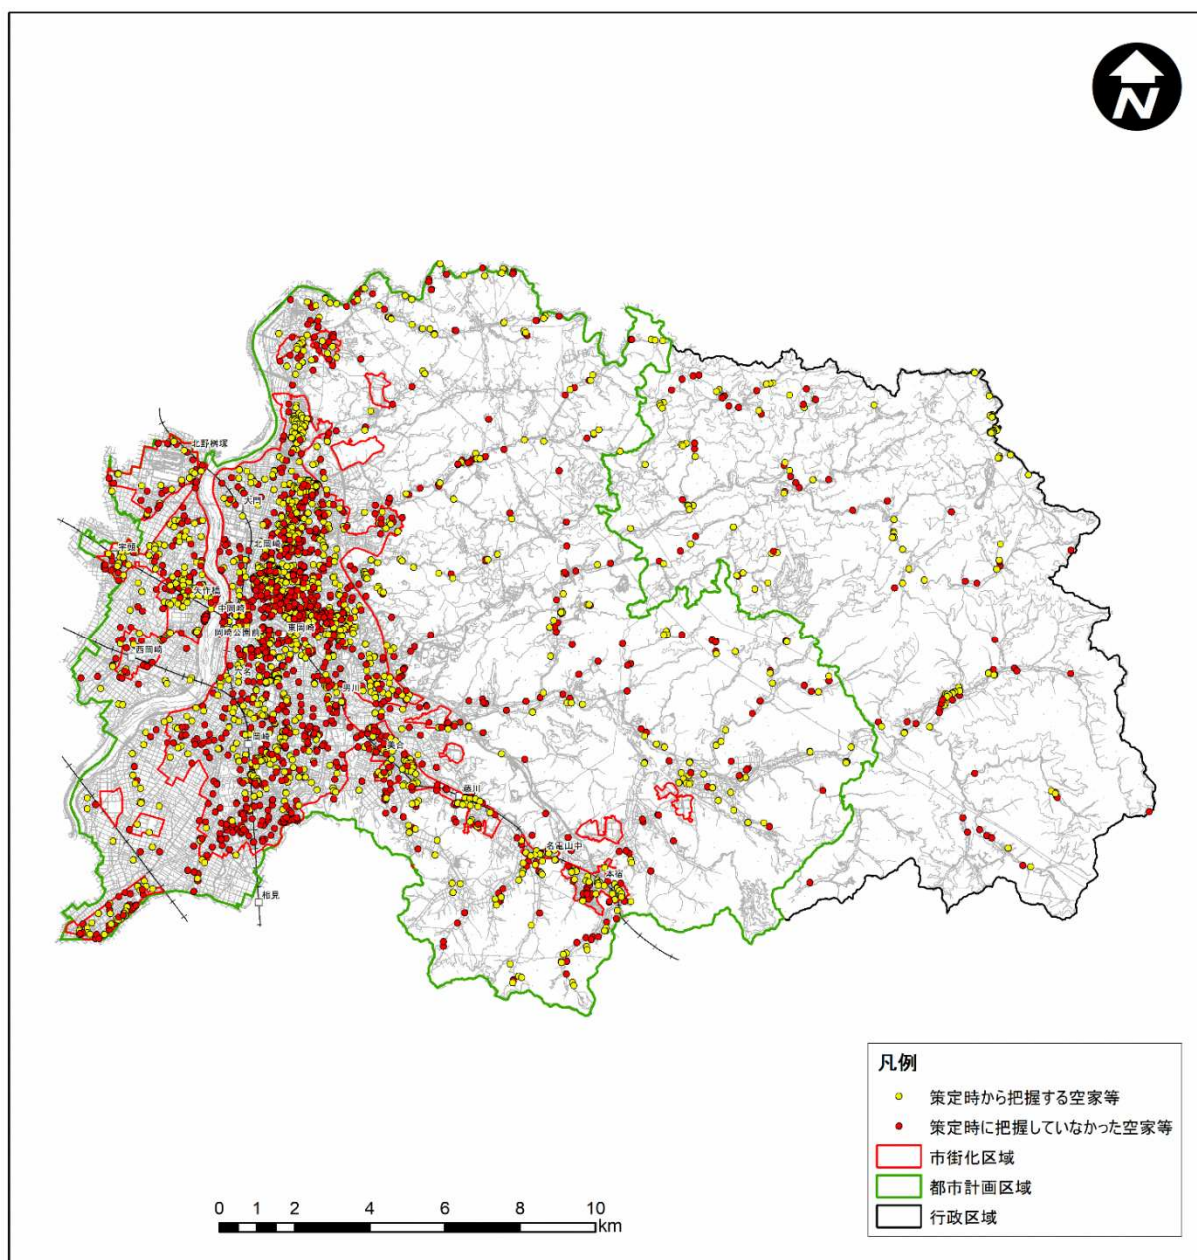 N
北野桝塚
大門
宇頭
北岡崎
矢作橋
中岡崎
岡崎公園前
東岡崎
西岡崎
六名
男川
岡崎
美合
藤川
名電山中
本宿
相見
凡例
策定時から把握する空家等
策定時に把握していなかった空家等
市街化区域
都市計画区域
行政区域
0 1 2 4 6 8 10
km